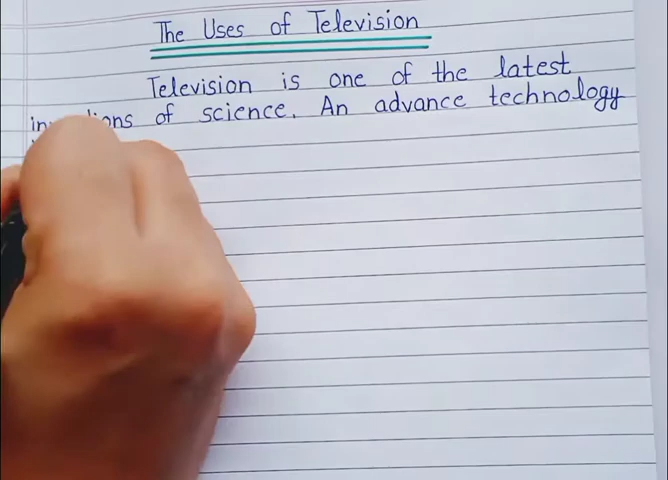 The Uses of Television
Television is one of the latest
of science. An advance technology